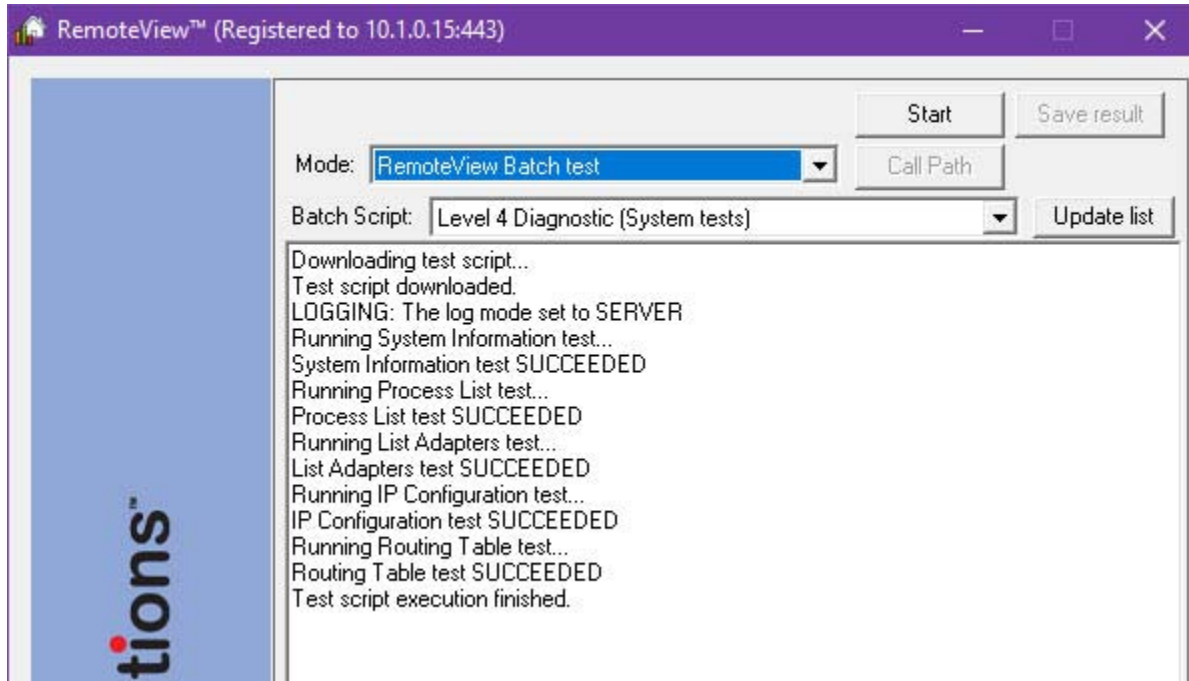 RemoteView™ (Registered to 10.1.0.15:443)
Start
Save result
Mode:
RemoteView Batch test
Call Path
Batch Script:
Level 4 Diagnostic (System tests)
Update list
Downloading test script...
Test script downloaded.
LOGGING: The log mode set to SERVER
Running System Information test...
System Information test SUCCEEDED
Running Process List test...
Process List test SUCCEEDED
Running List Adapters test...
List Adapters test SUCCEEDED
Running IP Configuration test...
IP Configuration test SUCCEEDED
Running Routing Table test...
Routing Table test SUCCEEDED
Test script execution finished.
tions™